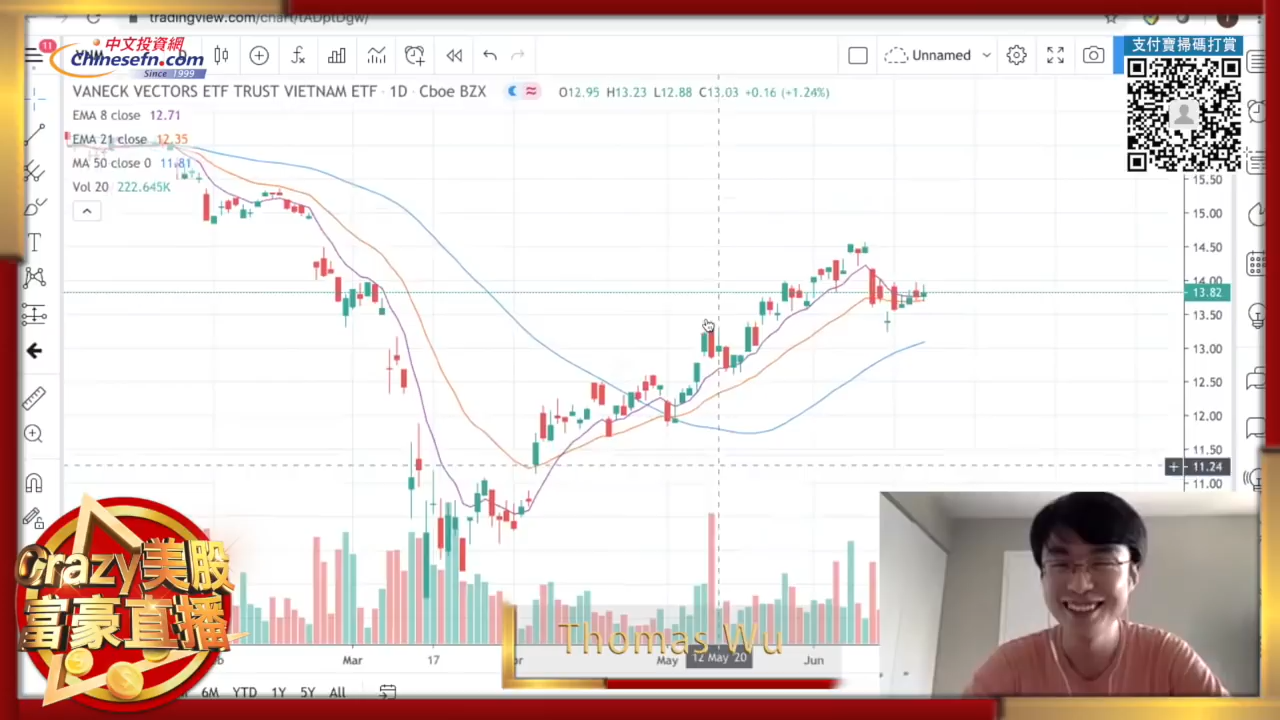 tradingview.com/chart/tADptDgw/
11
中文投資網
Chinesefn.com
Since 1999
Unnamed
支付寶掃碼打賞
VANECK VECTORS ETF TRUST VIETNAM ETF · 1D · Cboe BZX
O12.95 H13.23 L12.88 C13.03 +0.16 (+1.24%)
EMA 8 close 12.71
EMA 21 close 12.35
MA 50 close 0 11.81
Vol 20 222.645K
15.50
15.00
14.50
14.00
13.82
13.50
13.00
12.50
12.00
11.50
11.24
11.00
Crazy美股
富豪直播
Thomas Wu
Mar
17
May
12 May '20
Jun
6M YTD 1Y 5Y All